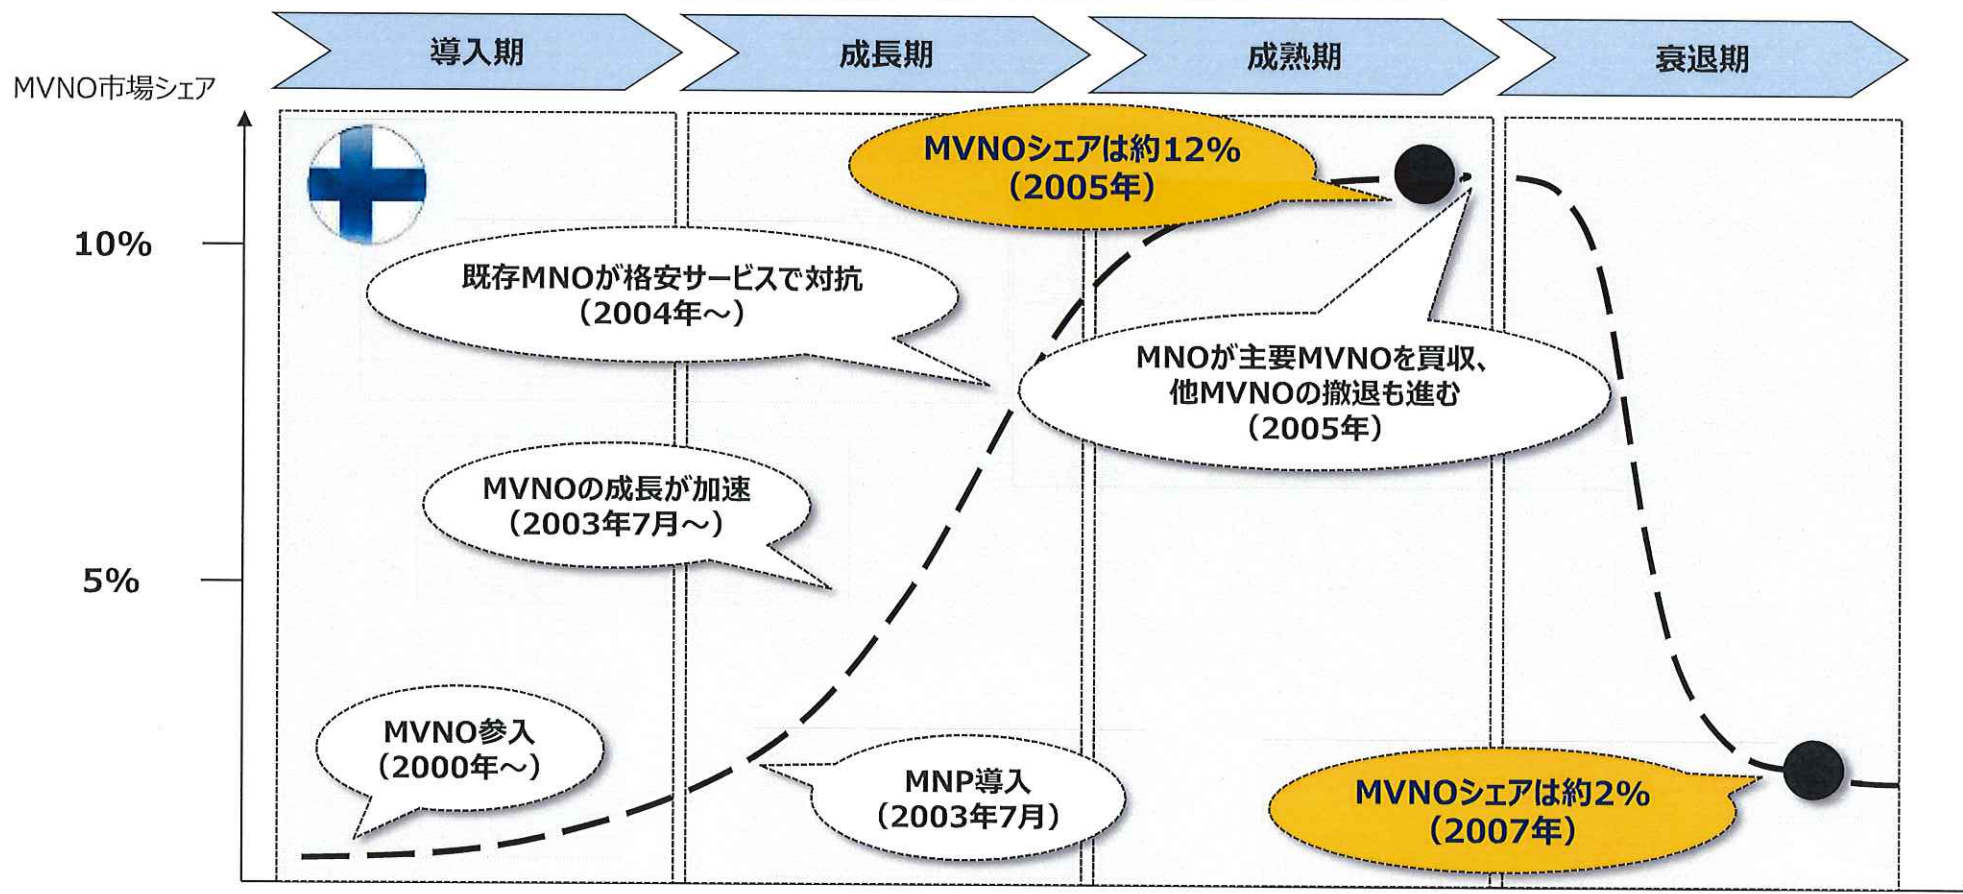 導入期
成長期
成熟期
衰退期
MVNO市場シェア
MVNOシェアは約12%
（2005年）
10%
既存MNOが格安サービスで対抗
（2004年～）
MNOが主要MVNOを買収、
他MVNOの撤退も進む
（2005年）
MVNOの成長が加速
（2003年7月～）
5%
MVNO参入
（2000年～）
MNP導入
（2003年7月）
MVNOシェアは約2%
（2007年）